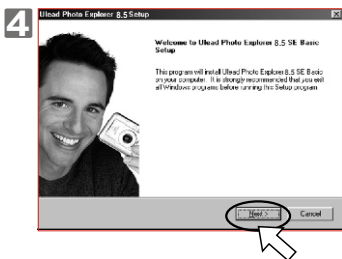 4
Ulead Photo Explorer 8.5 Setup
Welcome to Ulead Photo Explorer 8.5 SE Basic
Setup
This program will install Ulead Photo Explorer 8.5 SE Basic
on your computer. It is strongly recommended that you exit
all Windows programs before running this Setup program.
Next >
Cancel